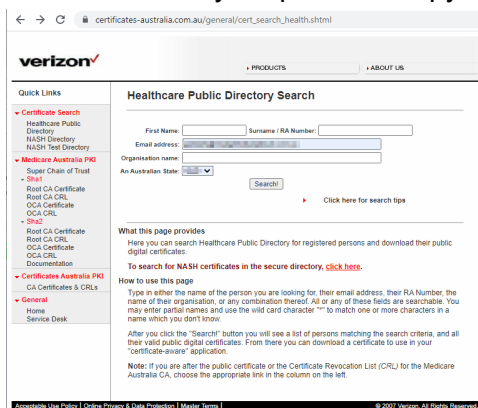 certificates-australia.com.au/general/cert_search_health.shtml
verizon
PRODUCTS
ABOUT US
Quick Links
Certificate Search
Healthcare Public
Directory
NASH Directory
NASH Test Directory
Medicare Australia PKI
Super Chain of Trust
Sha1
Root CA Certificate
Root CA CRL
OCA Certificate
OCA CRL
Sha2
Root CA Certificate
Root CA CRL
OCA Certificate
OCA CRL
Documentation
Certificates Australia PKI
CA Certificates & CRLs
General
Home
Service Desk
Healthcare Public Directory Search
First Name:
Surname / RA Number:
Email address:
Organisation name:
An Australian State:
Search!
Click here for search tips
What this page provides
Here you can search Healthcare Public Directory for registered persons and download their public
digital certificates.
To search for NASH certificates in the secure directory, click here.
How to use this page
Type in either the name of the person you are looking for, their email address, their RA Number, the
name of their organisation, or any combination thereof. All or any of these fields are searchable. You
may enter partial names and use the wild card character "*" to match one or more characters in a
name which you don't know.
After you click the "Search!" button you will see a list of persons matching the search criteria, and all
their valid public digital certificates. From there you can download a certificate to use in your
"certificate-aware" application.
Note: If you are after the public certificate or the Certificate Revocation List (CRL) for the Medicare
Australia CA, choose the appropriate link in the column on the left.
Acceptable Use Policy | Online Privacy & Data Protection | Master Terms |
© 2007 Verizon. All Rights Reserved